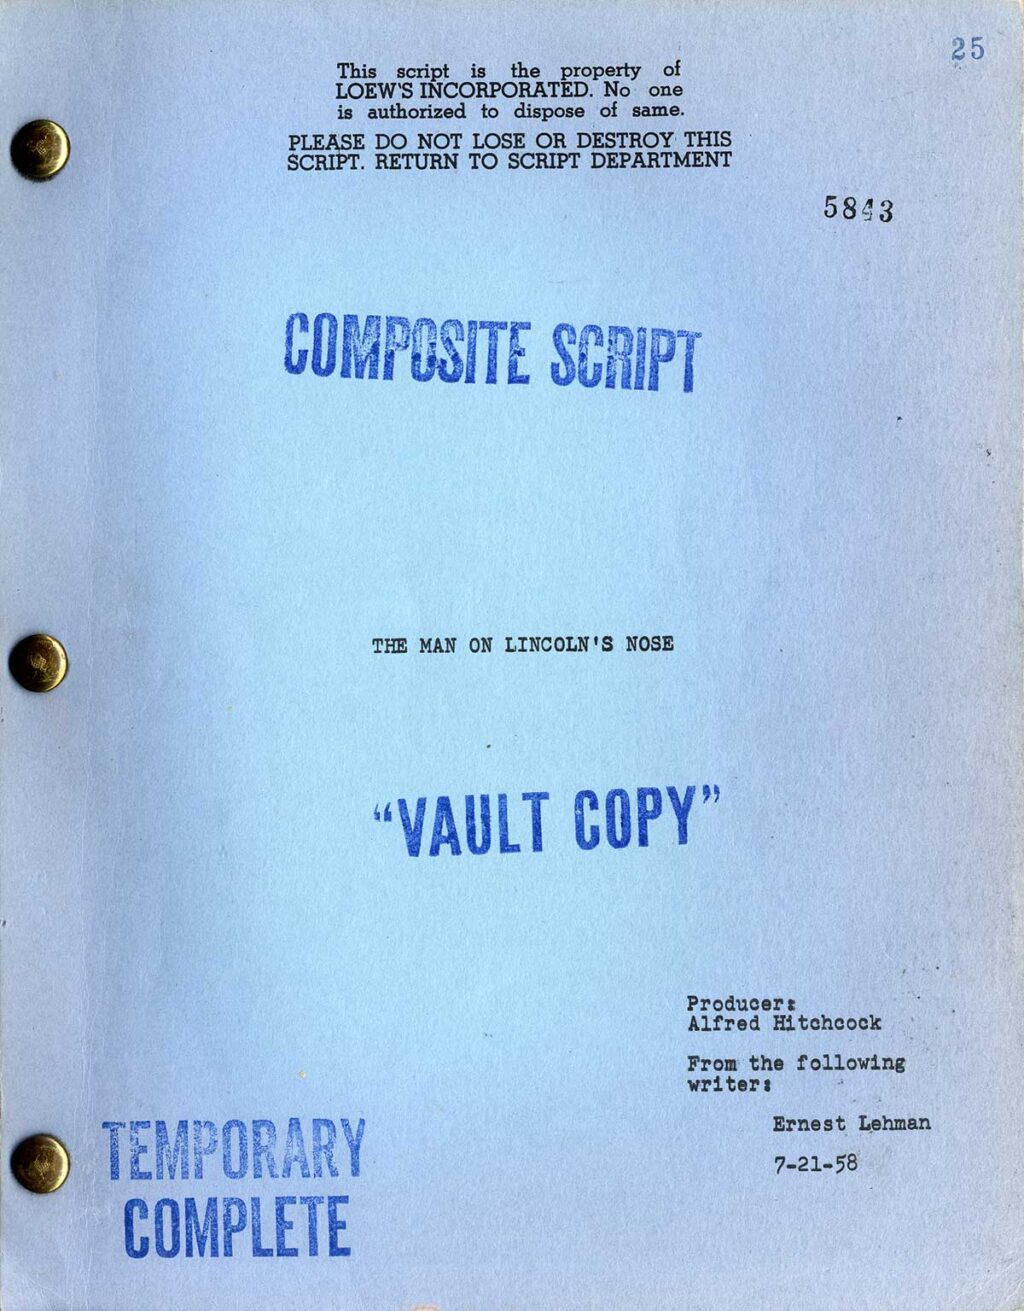 25
This script is the property of
LOEW'S INCORPORATED. No one
is authorized to dispose of same.
PLEASE DO NOT LOSE OR DESTROY THIS
SCRIPT. RETURN TO SCRIPT DEPARTMENT
5843
COMPOSITE SCRIPT
THE MAN ON LINCOLN'S NOSE
“VAULT COPY”
Producer:
Alfred Hitchcock
From the following
writer:
Ernest Lehman
7-21-58
TEMPORARY
COMPLETE